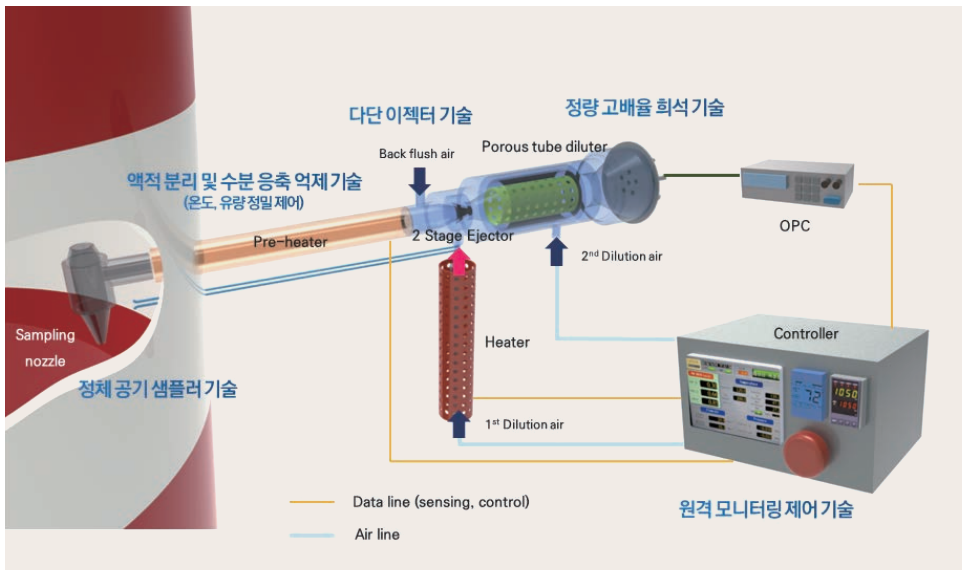 정량 고배율 희석 기술
다단 이젝터 기술
Back flush air
Porous tube diluter
액적 분리 및 수분 응축 억제 기술
(온도, 유량 정밀 제어)
Pre-heater
2 Stage Ejector
OPC
2nd Dilution air
Sampling
nozzle
Heater
Controller
정체 공기 샘플러 기술
72
1050
1st Dilution air
Data line (sensing, control)
Air line
원격 모니터링 제어 기술